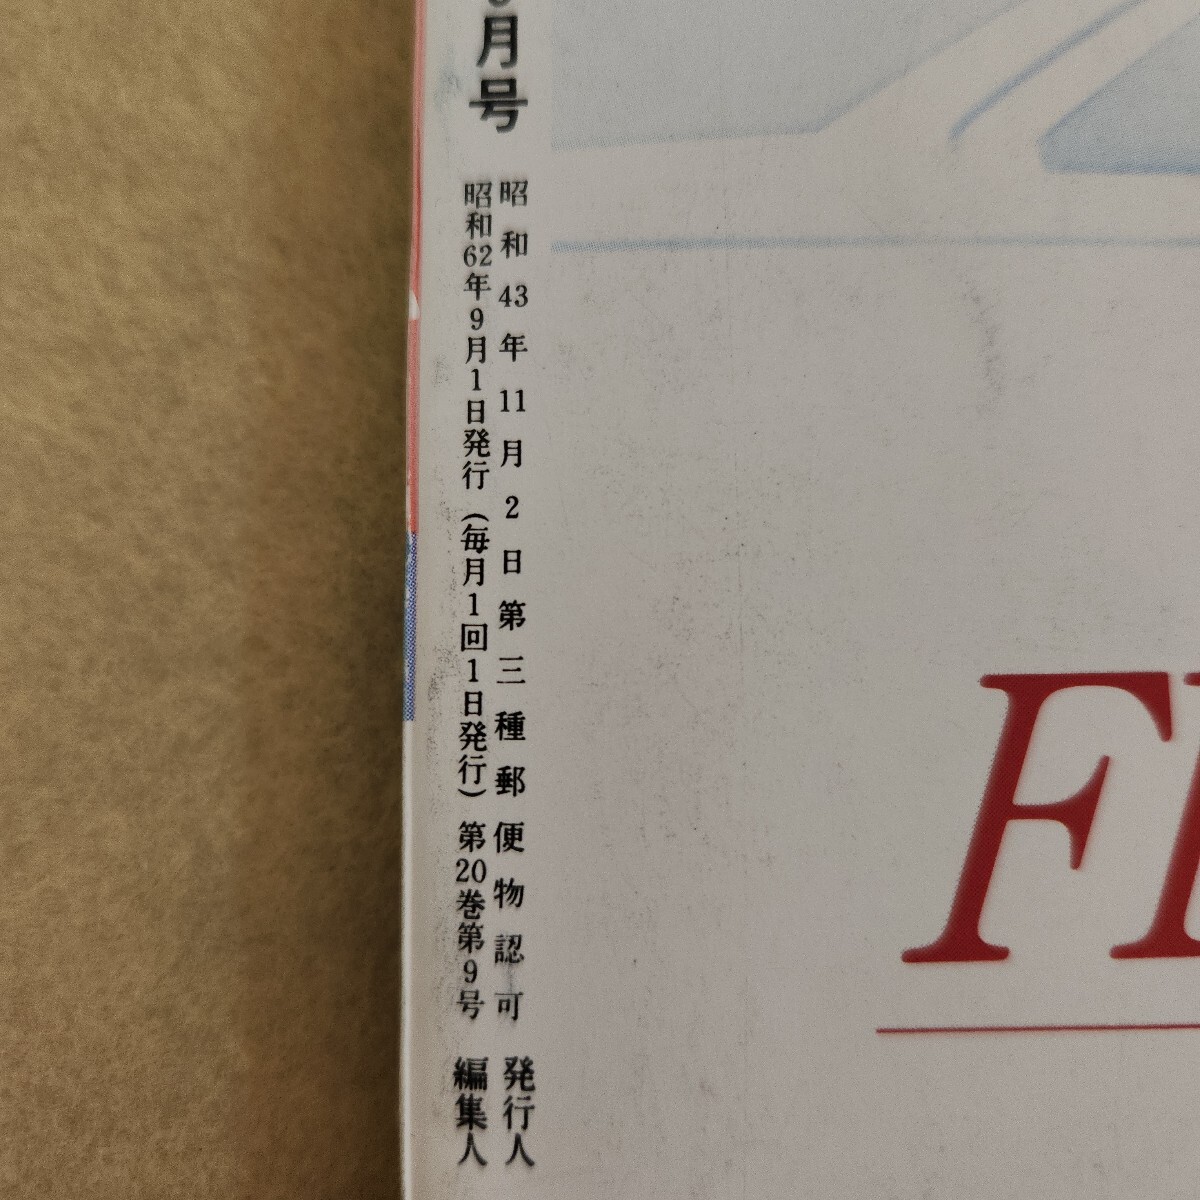 月号
昭和43年11月2日第三種郵便物認可
昭和62年9月1日発行(毎月1回1日発行)第20巻第9号
発行人
編集人
F